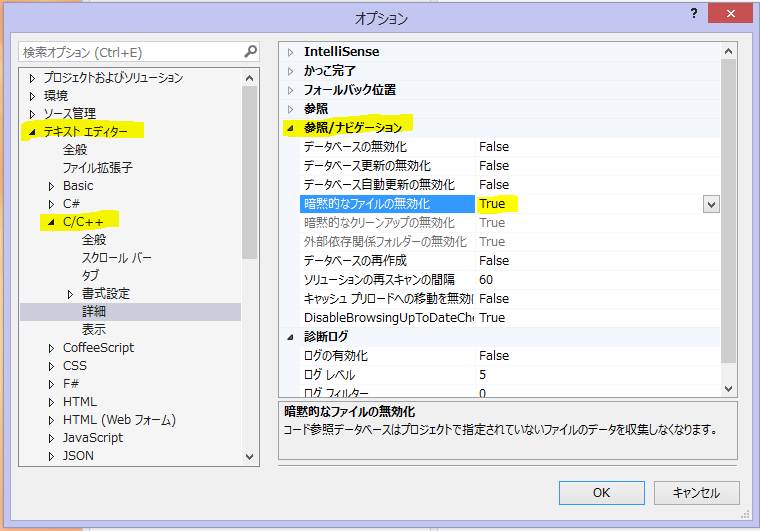 オプション
?
検索オプション (Ctrl+E)
プロジェクトおよびソリューション
環境
ソース管理
テキスト エディター
全般
ファイル拡張子
Basic
C#
C/C++
全般
スクロール バー
タブ
書式設定
詳細
表示
CoffeeScript
CSS
F#
HTML
HTML (Web フォーム)
JavaScript
JSON
IntelliSense
かっこ完了
フォールバック位置
参照
参照/ナビゲーション
データベースの無効化 False
データベース更新の無効化 False
データベース自動更新の無効化 False
暗黙的なファイルの無効化 True
暗黙的なクリーンアップの無効化 True
外部依存関係フォルダーの無効化 True
データベースの再作成 False
ソリューションの再スキャンの間隔 60
キャッシュ プリロードへの移動を無効に False
DisableBrowsingUpToDateChe True
診断ログ
ログの有効化 False
ログ レベル 5
ログ フィルター 0
暗黙的なファイルの無効化
コード参照データベースはプロジェクトで指定されていないファイルのデータを収集しなくなります。
OK
キャンセル